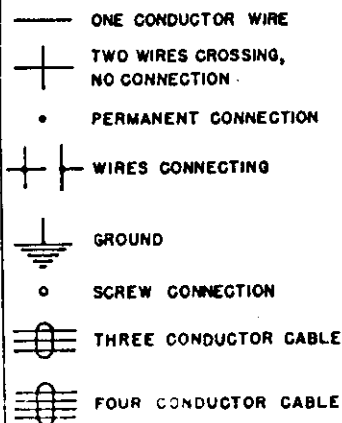 ONE CONDUCTOR WIRE
TWO WIRES CROSSING,
NO CONNECTION
PERMANENT CONNECTION
WIRES CONNECTING
GROUND
SCREW CONNECTION
THREE CONDUCTOR CABLE
FOUR CONDUCTOR CABLE